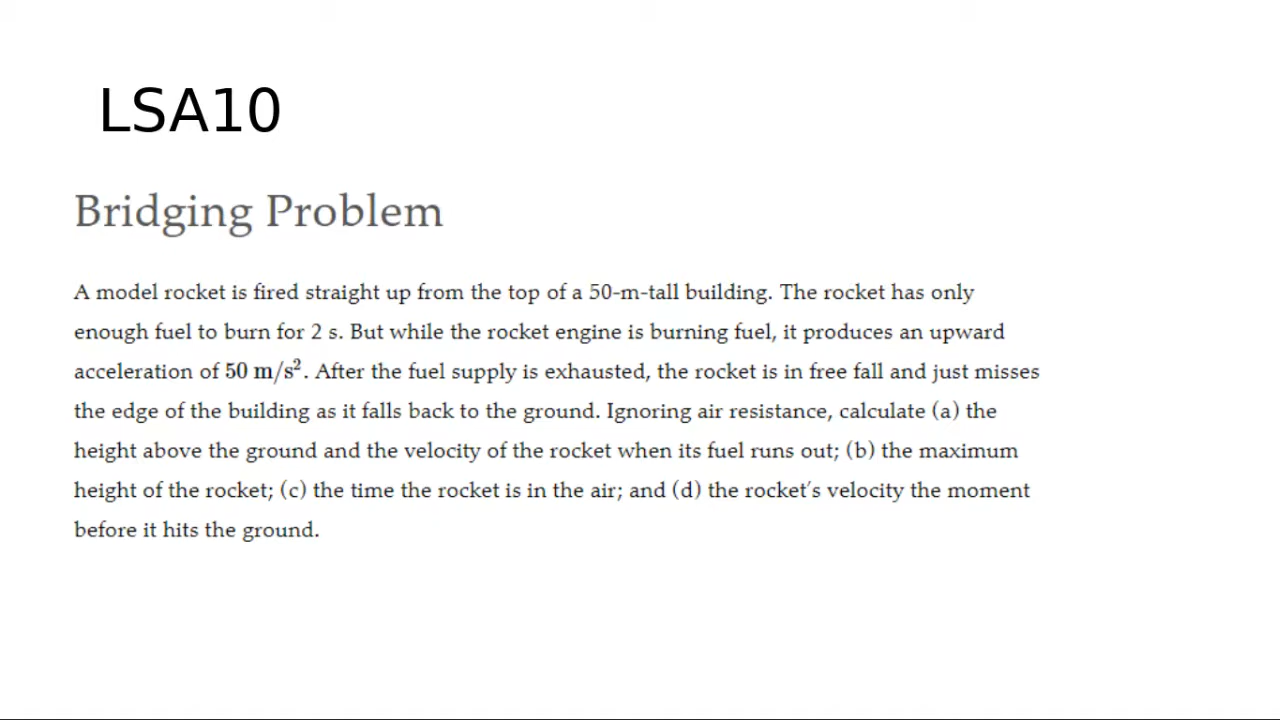 LSA10
Bridging Problem
A model rocket is fired straight up from the top of a 50-m-tall building. The rocket has only
enough fuel to burn for 2 s. But while the rocket engine is burning fuel, it produces an upward
acceleration of 50 m/s². After the fuel supply is exhausted, the rocket is in free fall and just misses
the edge of the building as it falls back to the ground. Ignoring air resistance, calculate (a) the
height above the ground and the velocity of the rocket when its fuel runs out; (b) the maximum
height of the rocket; (c) the time the rocket is in the air; and (d) the rocket's velocity the moment
before it hits the ground.